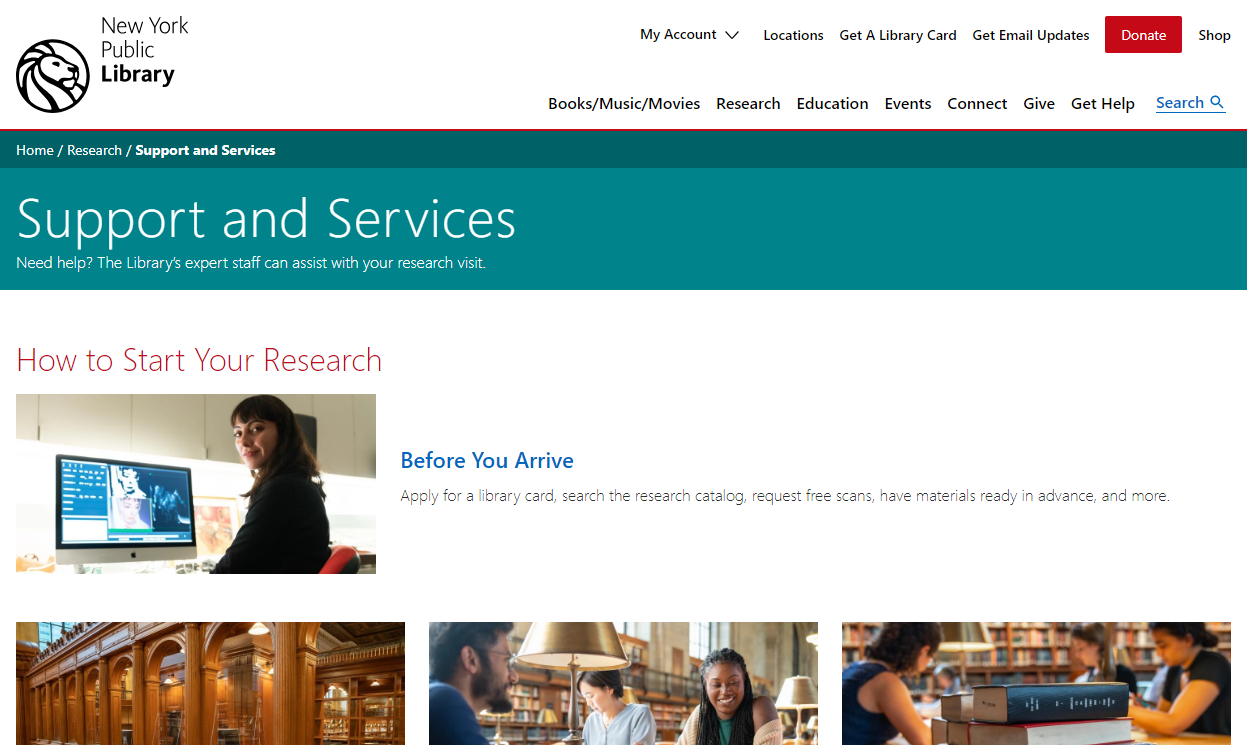 New York
Public
Library
My Account
Locations
Get A Library Card
Get Email Updates
Donate
Shop
Books/Music/Movies
Research
Education
Events
Connect
Give
Get Help
Search
Home / Research / Support and Services
Support and Services
Need help? The Library's expert staff can assist with your research visit.
How to Start Your Research
Before You Arrive
Apply for a library card, search the research catalog, request free scans, have materials ready in advance, and more.